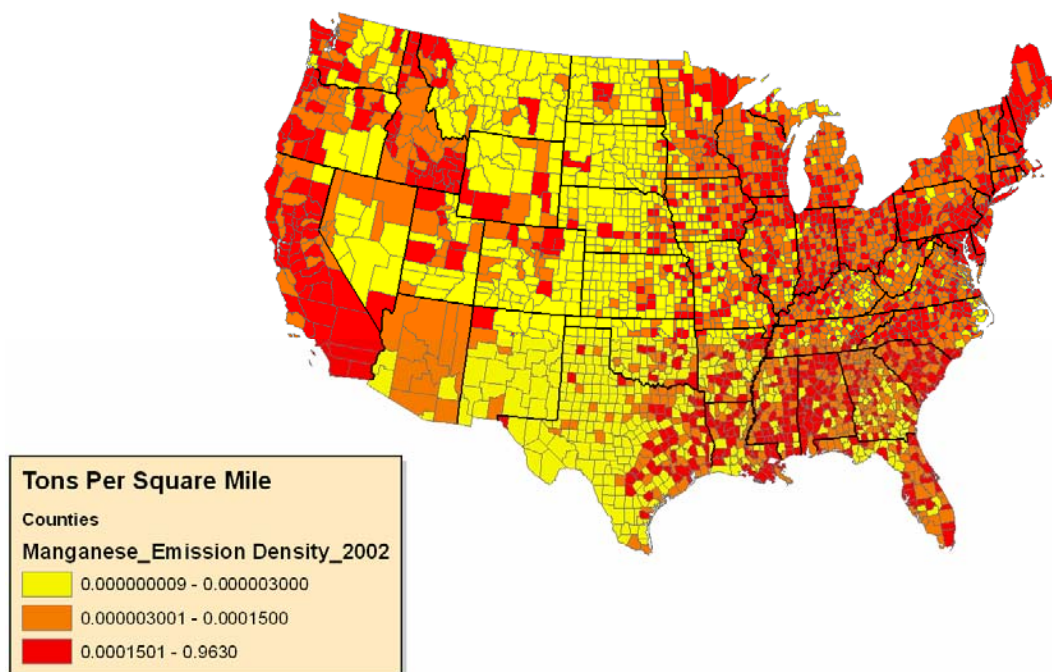 Tons Per Square Mile
Counties
Manganese_Emission Density_2002
0.000000009 - 0.000003000
0.000003001 - 0.0001500
0.0001501 - 0.9630